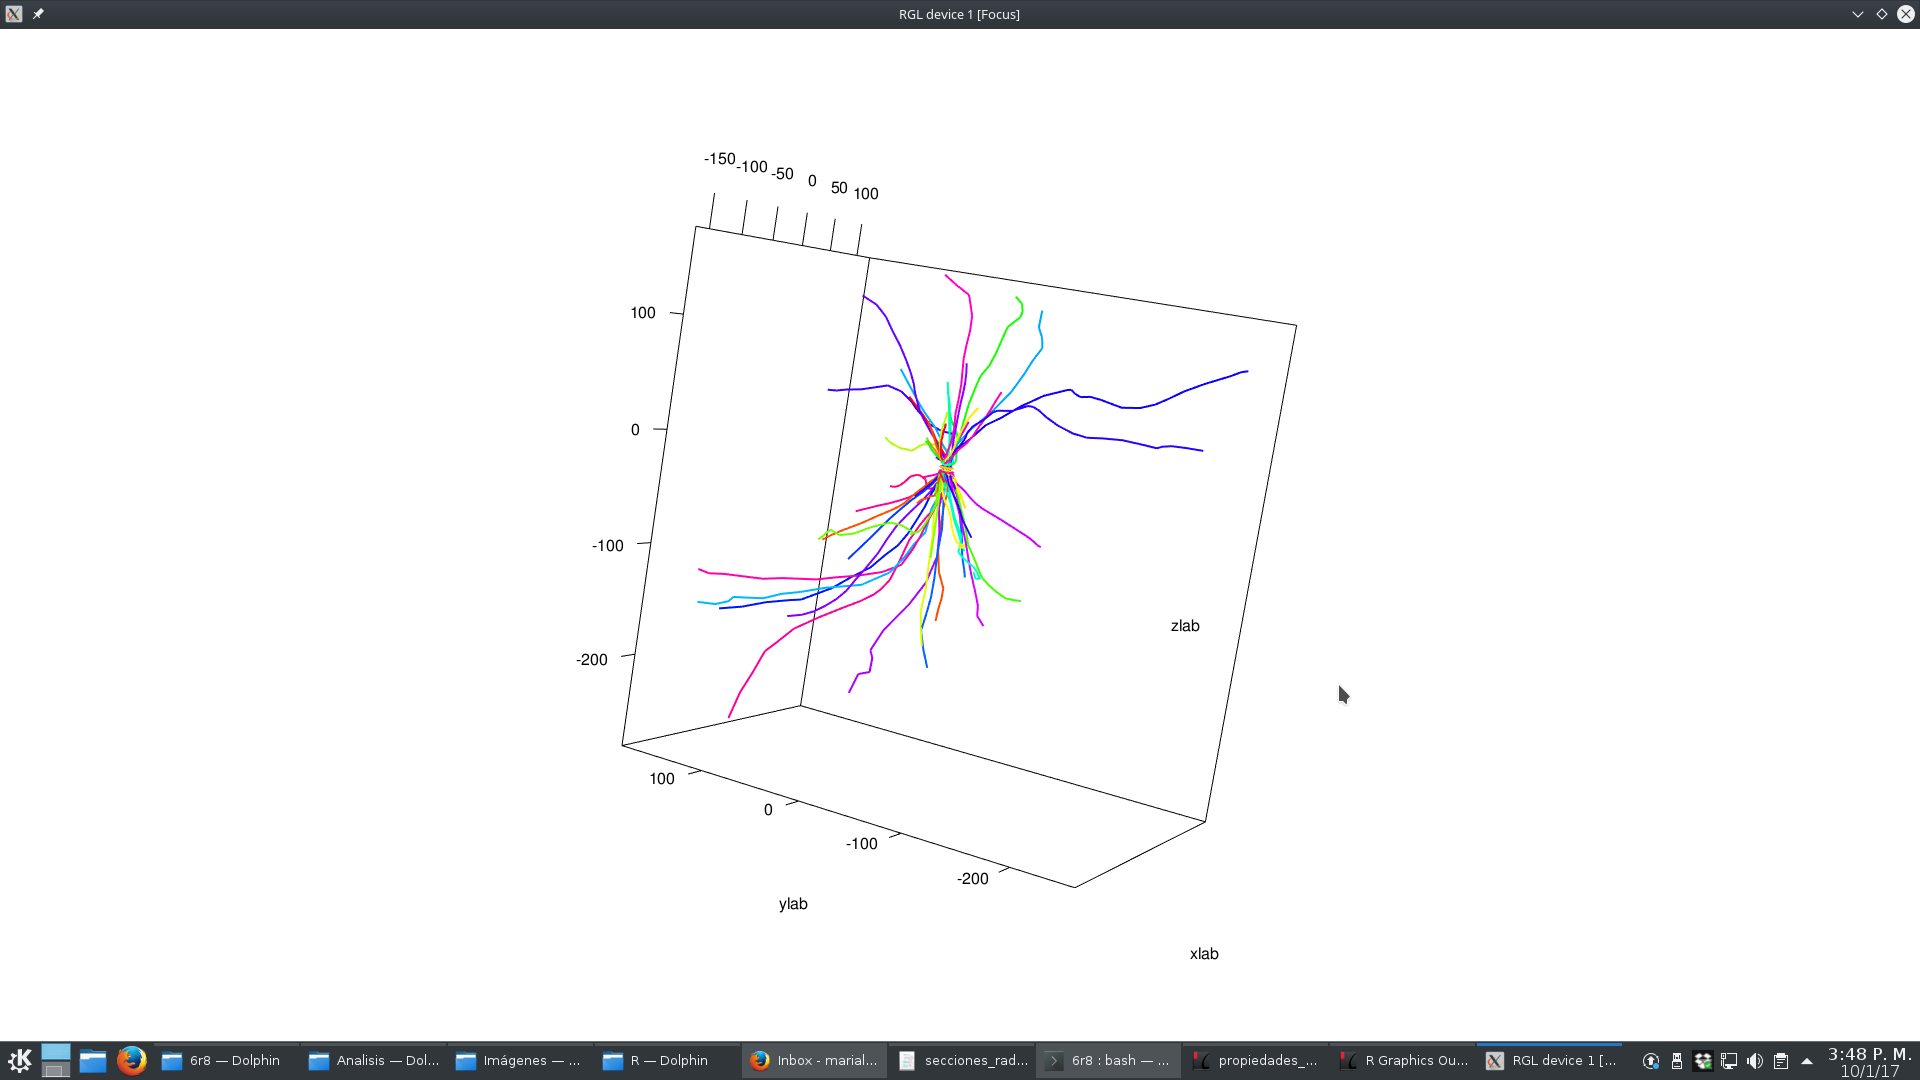 RGL device 1 [Focus]
-150 -100 -50 0 50 100
100
0
-100
-200
100
0
-100
-200
zlab
ylab
xlab
6r8 — Dolphin
Analisis — Dol...
Imágenes — ...
R — Dolphin
Inbox - marial...
secciones_rad...
6r8 : bash — ...
propiedades_...
R Graphics Ou...
RGL device 1 [...
3:48 P. M.
10/1/17